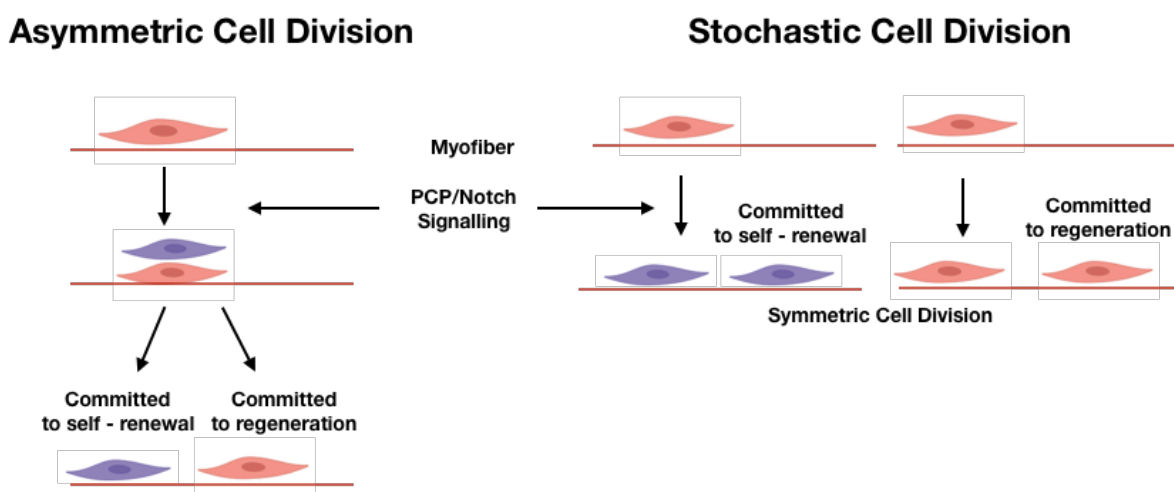 Asymmetric Cell Division
Stochastic Cell Division
Myofiber
PCP/Notch
Signalling
Committed
to self - renewal
Committed
to regeneration
Symmetric Cell Division
Committed
to self - renewal
Committed
to regeneration